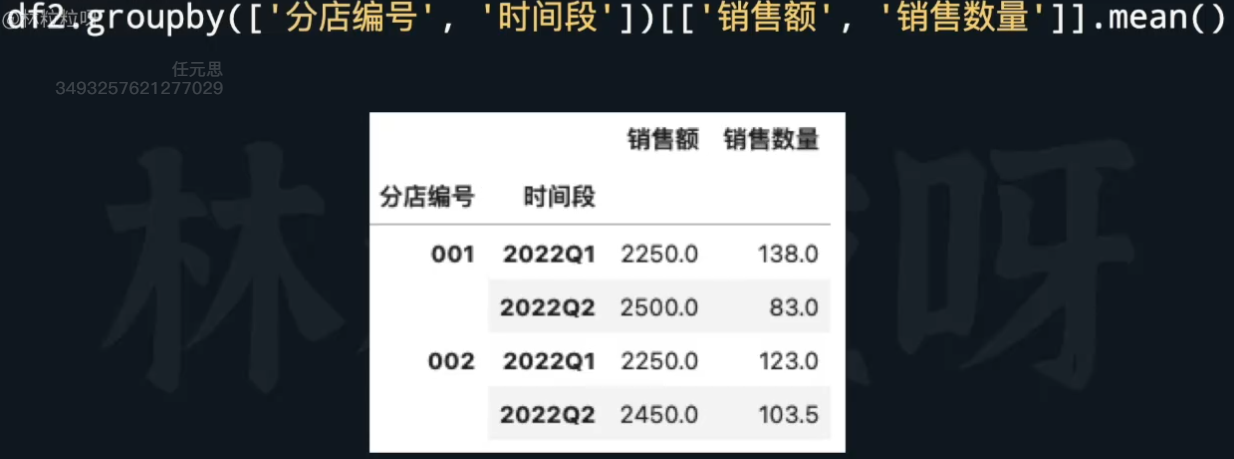 df2.groupby(['分店编号', '时间段'])[['销售额', '销售数量']].mean()
@林粒粒呀
任元思
3493257621277029
林 呀
销售额 销售数量
分店编号 时间段
001 2022Q1 2250.0 138.0
2022Q2 2500.0 83.0
002 2022Q1 2250.0 123.0
2022Q2 2450.0 103.5